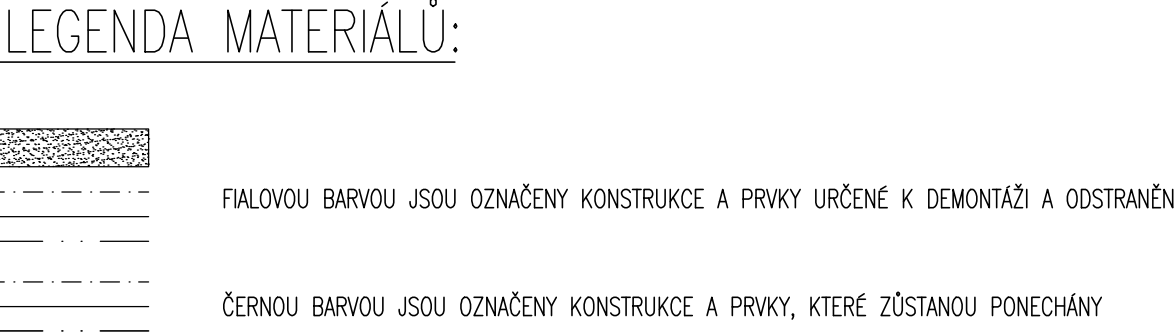 LEGENDA MATERIÁLŮ:
FIALOVOU BARVOU JSOU OZNAČENY KONSTRUKCE A PRVKY URČENÉ K DEMONTÁŽI A ODSTRANĚN
ČERNOU BARVOU JSOU OZNAČENY KONSTRUKCE A PRVKY, KTERÉ ZŮSTANOU PONECHÁNY